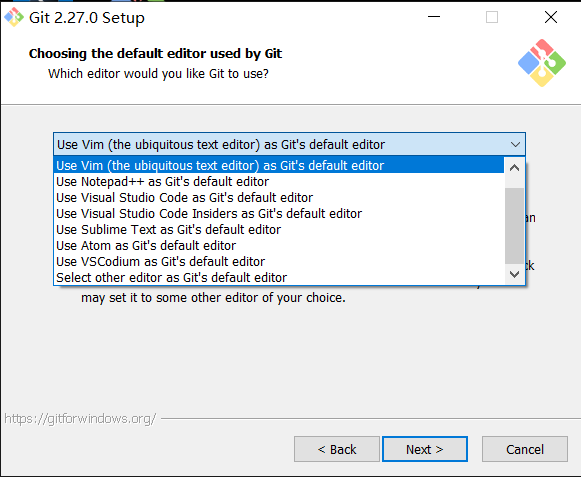 Git 2.27.0 Setup
Choosing the default editor used by Git
Which editor would you like Git to use?
Use Vim (the ubiquitous text editor) as Git's default editor
Use Vim (the ubiquitous text editor) as Git's default editor
Use Notepad++ as Git's default editor
Use Visual Studio Code as Git's default editor
Use Visual Studio Code Insiders as Git's default editor
Use Sublime Text as Git's default editor
Use Atom as Git's default editor
Use VSCodium as Git's default editor
Select other editor as Git's default editor
may set it to some other editor of your choice.
https://gitforwindows.org/
< Back
Next >
Cancel